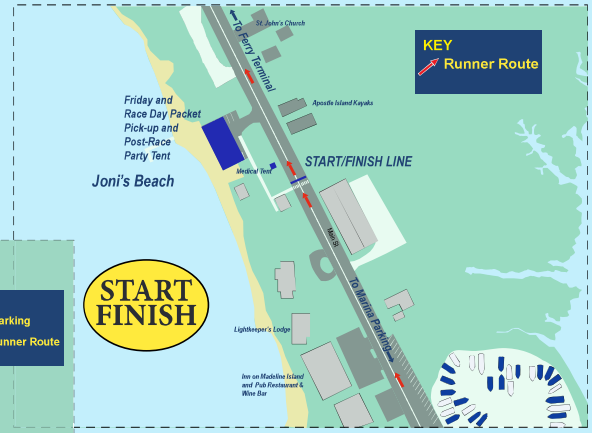 To Ferry Terminal
St. John's Church
KEY
Runner Route
Friday and
Race Day Packet
Pick-up and
Post-Race
Party Tent
Apostle Island Kayaks
Joni's Beach
Medical Tent
START/FINISH LINE
Main St
START
FINISH
To Marina Parking
arking
unner Route
Lightkeeper's Lodge
Inn on Madeline Island
and Pub Restaurant &
Wine Bar